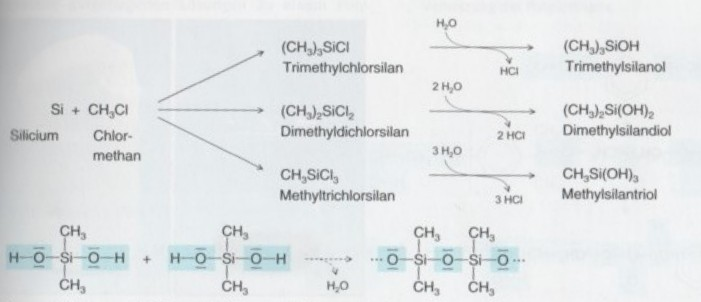 H₂O
(CH₃)₃SiCl (CH₃)₃SiOH
Trimethylchlorsilan HCl Trimethylsilanol
2 H₂O
Si + CH₃Cl (CH₃)₂SiCl₂ (CH₃)₂Si(OH)₂
Silicium Chlor- Dimethyldichlorsilan 2 HCl Dimethylsilandiol
methan
3 H₂O
CH₃SiCl₃ CH₃Si(OH)₃
Methyltrichlorsilan 3 HCl Methylsilantriol
CH₃ CH₃ CH₃ CH₃
H–O–Si–O–H + H–O–Si–O–H ···O–Si–O–Si–O···
CH₃ CH₃ H₂O CH₃ CH₃